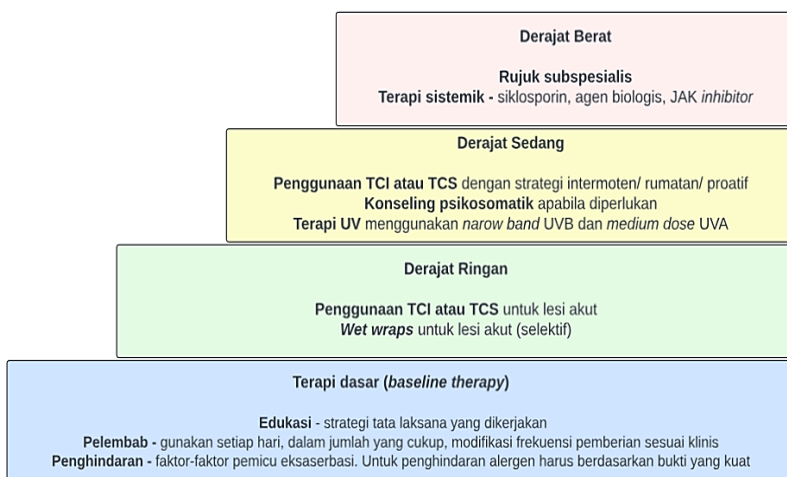 Derajat Berat
Rujuk subspesialis
Terapi sistemik - siklosporin, agen biologis, JAK inhibitor
Derajat Sedang
Penggunaan TCI atau TCS dengan strategi intermoten/ rumatan/ proatif
Konseling psikosomatik apabila diperlukan
Terapi UV menggunakan narow band UVB dan medium dose UVA
Derajat Ringan
Penggunaan TCI atau TCS untuk lesi akut
Wet wraps untuk lesi akut (selektif)
Terapi dasar (baseline therapy)
Edukasi - strategi tata laksana yang dikerjakan
Pelembab - gunakan setiap hari, dalam jumlah yang cukup, modifikasi frekuensi pemberian sesuai klinis
Penghindaran - faktor-faktor pemicu eksaserbasi. Untuk penghindaran alergen harus berdasarkan bukti yang kuat